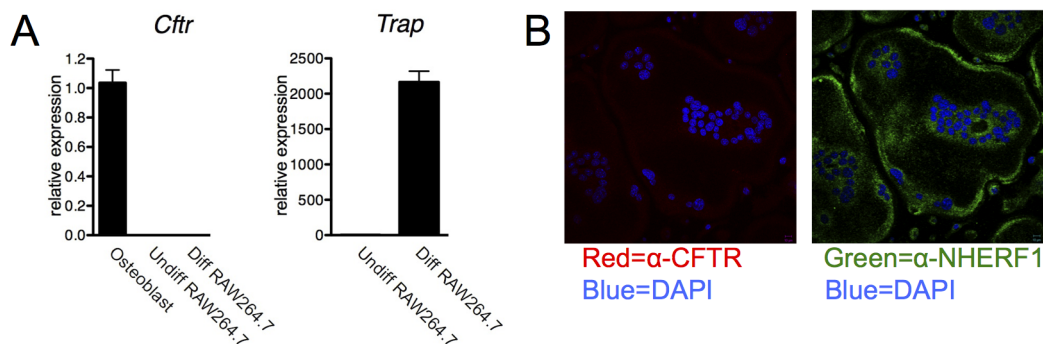 A
Cftr
relative expression
1.2
1.0
0.8
0.6
0.4
0.2
0.0
Osteoblast
Undiff RAW264.7
Diff RAW264.7
Trap
relative expression
2500
2000
1500
1000
500
0
Undiff RAW264.7
Diff RAW264.7
B
Red=α-CFTR
Blue=DAPI
Green=α-NHERF1
Blue=DAPI